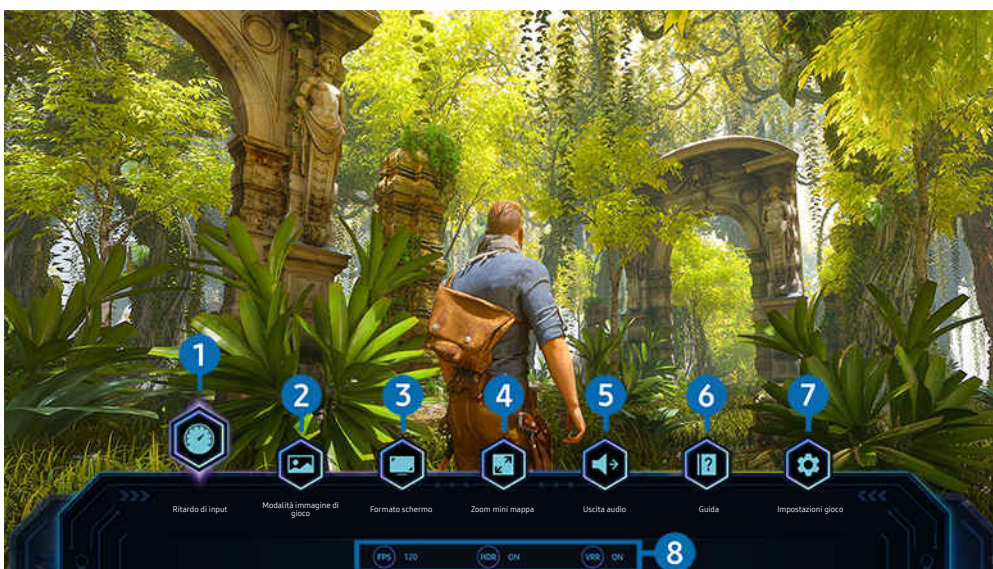 1
2
3
4
5
6
7
Ritardo di input
Modalità immagine di
gioco
Formato schermo
Zoom mini mappa
Uscita audio
Guida
Impostazioni gioco
FPS 120 HDR ON VRR ON 8